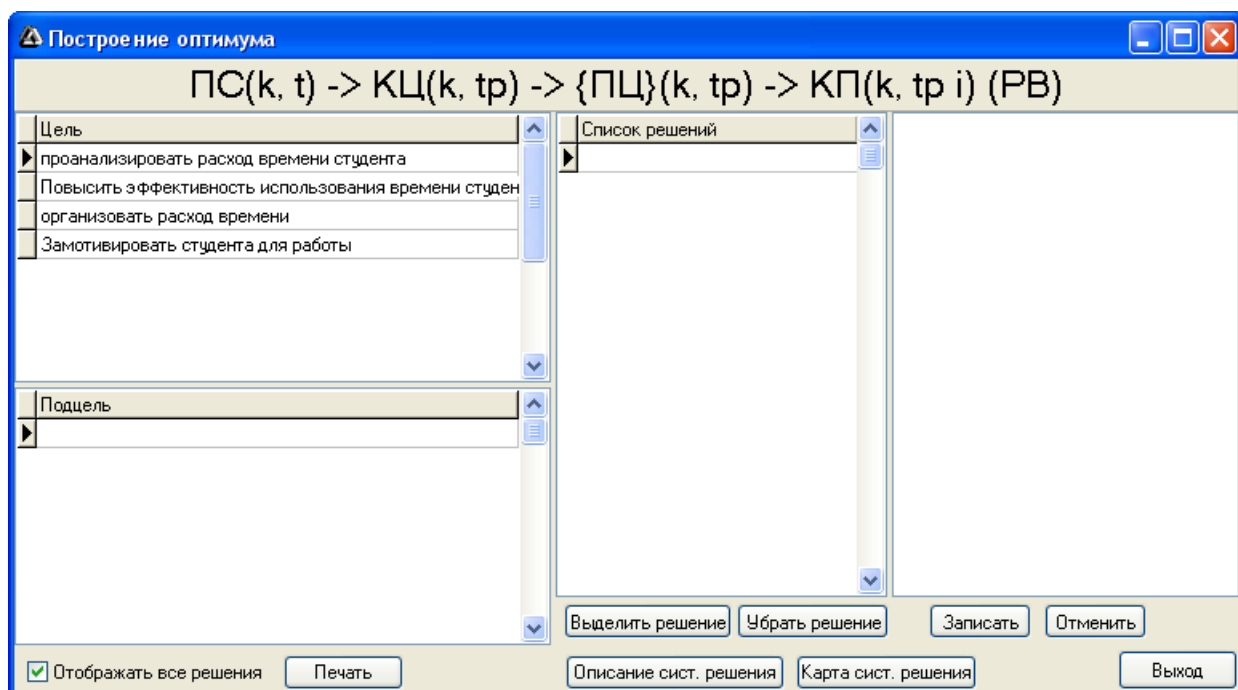 Построение оптимума
ПС(k, t) -> КЦ(k, tp) -> {ПЦ}(k, tp) -> КП(k, tp i) (РВ)
Цель
проанализировать расход времени студента
Повысить эффективность использования времени студен
организовать расход времени
Замотивировать студента для работы
Подцель
Список решений
Выделить решение
Убрать решение
Записать
Отменить
Отображать все решения
Печать
Описание сист. решения
Карта сист. решения
Выход